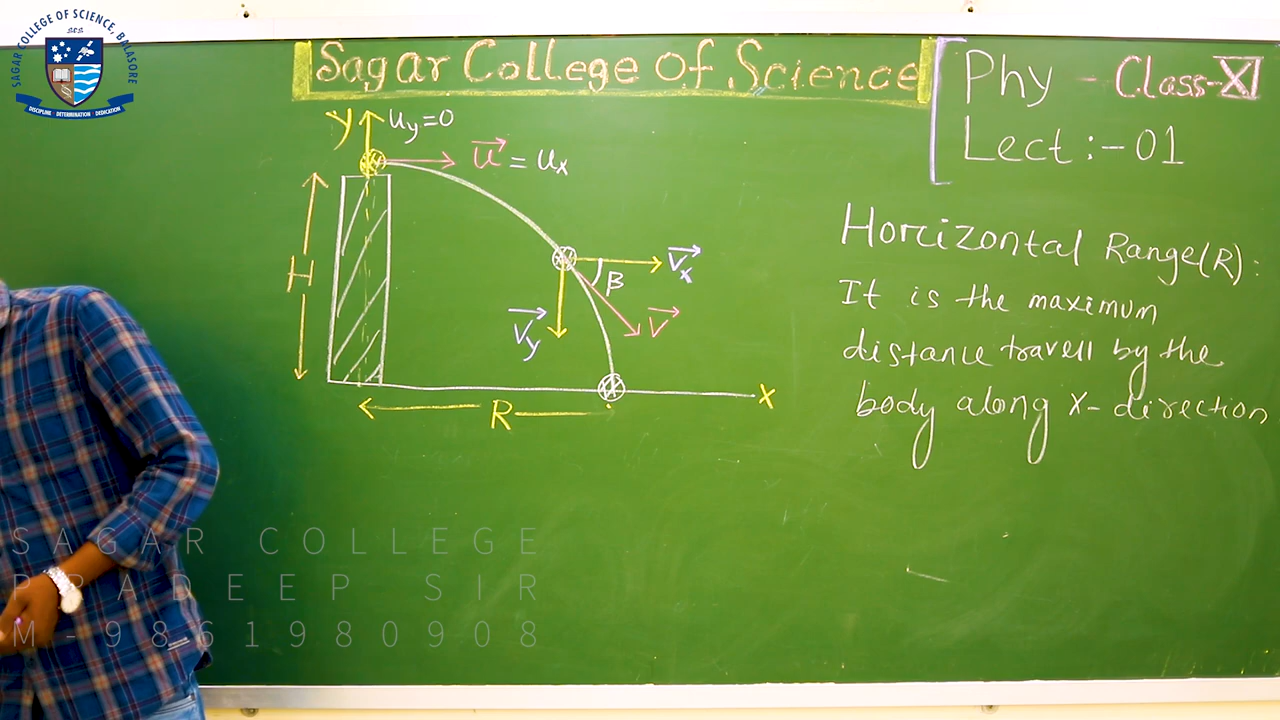 SAGAR COLLEGE OF SCIENCE, BALASORE
SCS
DISCIPLINE · DETERMINATION · DEDICATION
Sagar College Of Science
Phy - Class-XI
Lect:-01
y
uy=0
u = ux
H
Vx
β
Vy
V
R
X
Horizontal Range(R):
It is the maximum
distance travell by the
body along X-direction
SAGAR COLLEGE
PRADEEP SIR
M-9861980908